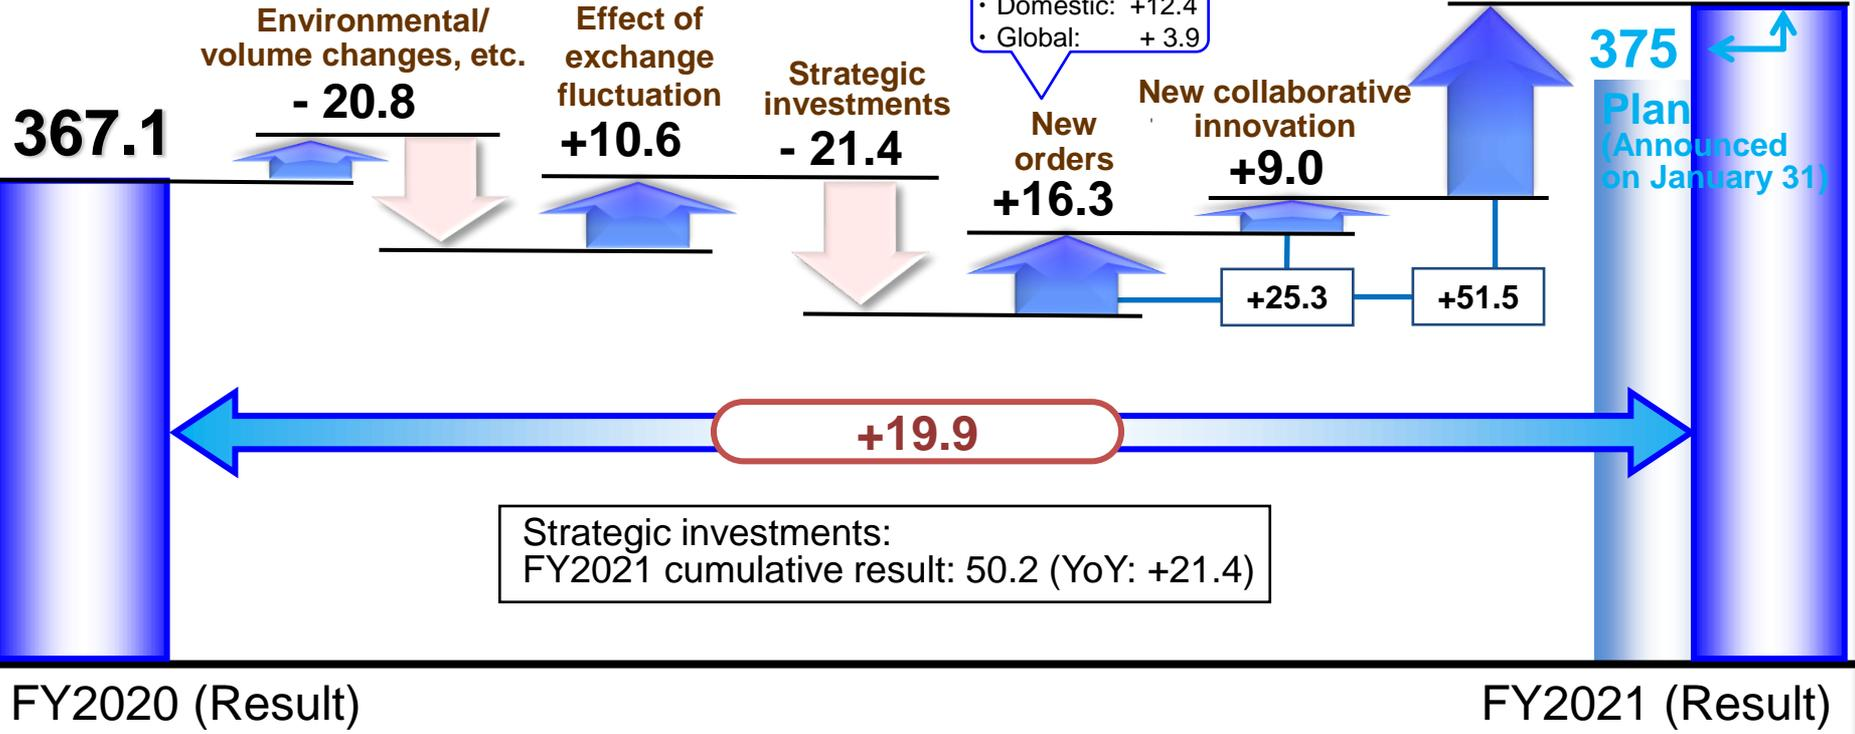 Environmental/
volume changes, etc.
- 20.8
Effect of
exchange
fluctuation
+10.6
Strategic
investments
- 21.4
・Domestic: +12.4
・Global: + 3.9
New
orders
+16.3
New collaborative
innovation
+9.0
375
Plan
(Announced
on January 31)
367.1
+25.3
+51.5
+19.9
Strategic investments:
FY2021 cumulative result: 50.2 (YoY: +21.4)
FY2020 (Result)
FY2021 (Result)